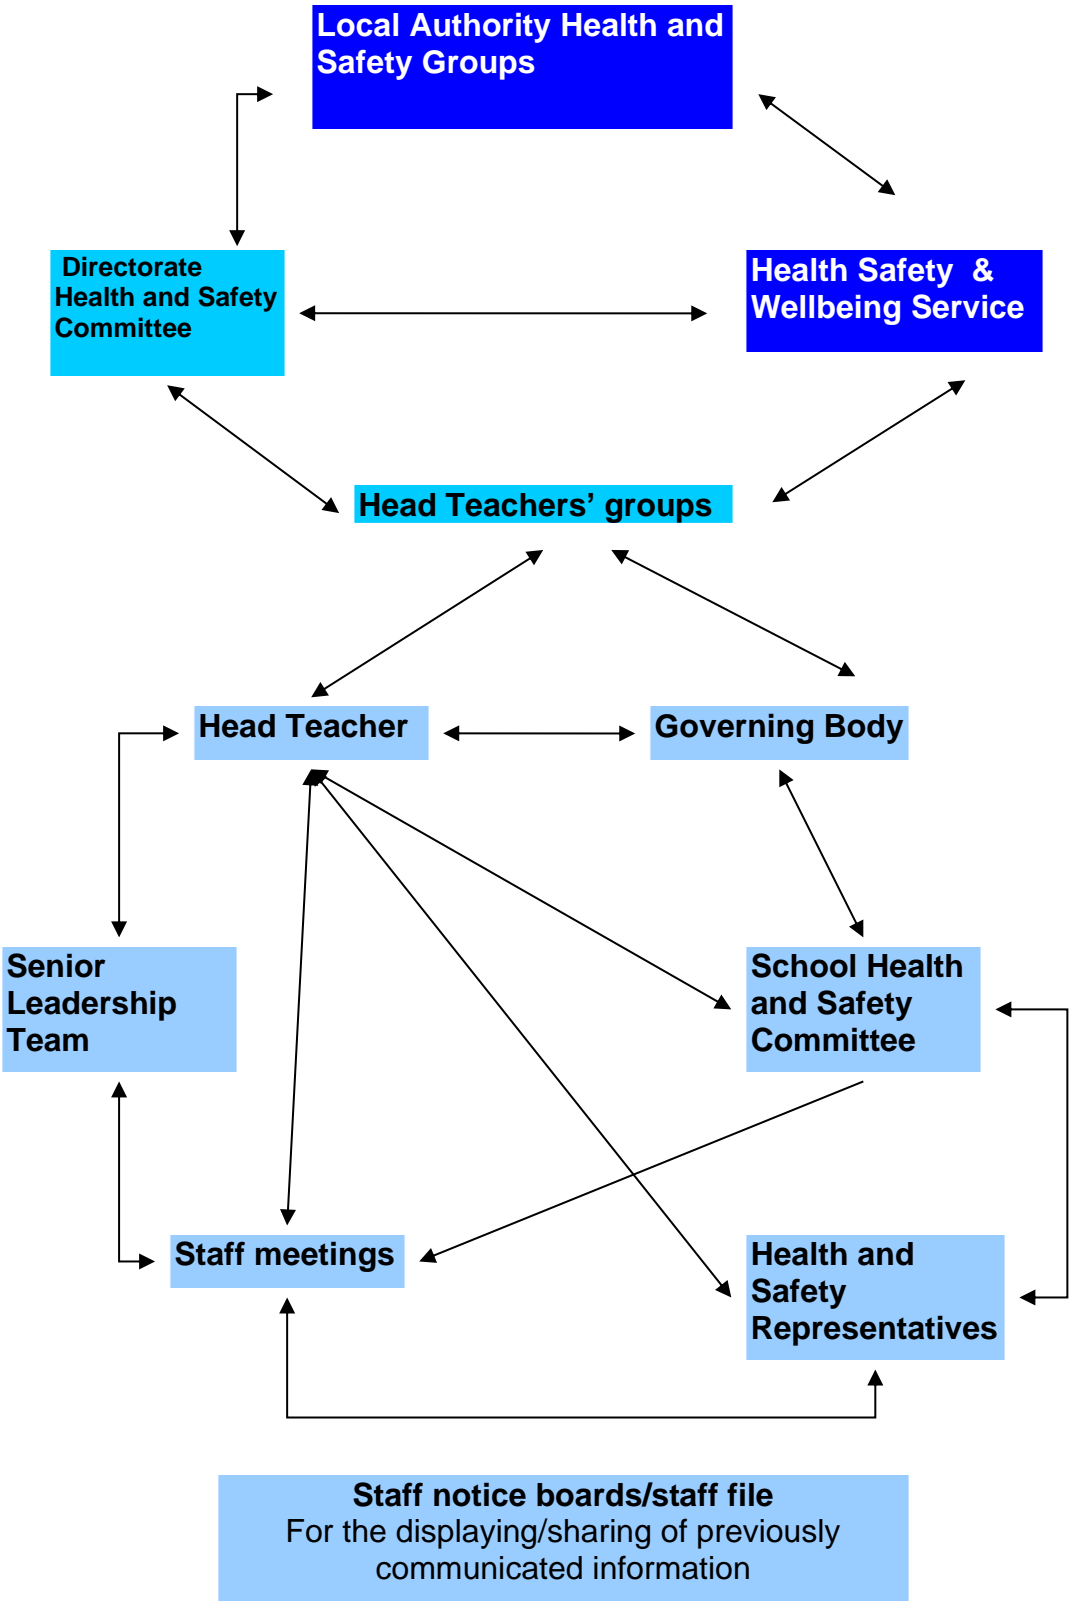 Local Authority Health and
Safety Groups
Directorate
Health and Safety
Committee
Health Safety  &
Wellbeing Service
Head Teachers’ groups
Head Teacher
Governing Body
Senior
Leadership
Team
School Health
and Safety
Committee
Staff meetings
Health and
Safety
Representatives
Staff notice boards/staff file
For the displaying/sharing of previously
communicated information